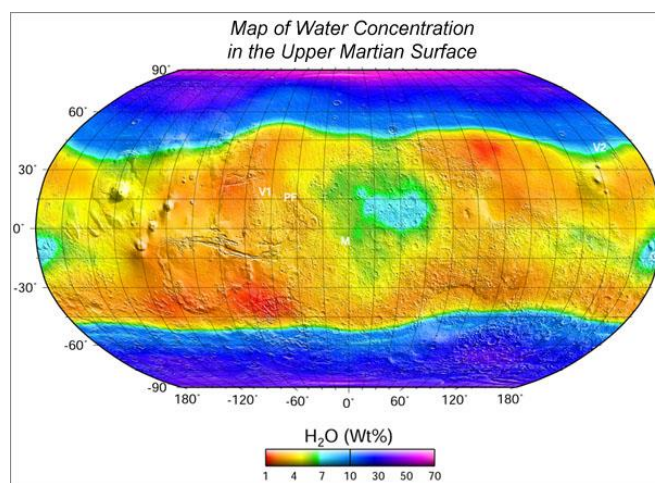 Map of Water Concentration
in the Upper Martian Surface
90°
60°
30°
0°
-30°
-60°
-90°
V1
PF
M
V2
G
180°
-120°
-60°
0°
60°
120°
180°
H₂O (Wt%)
1
4
7
10
30
50
70